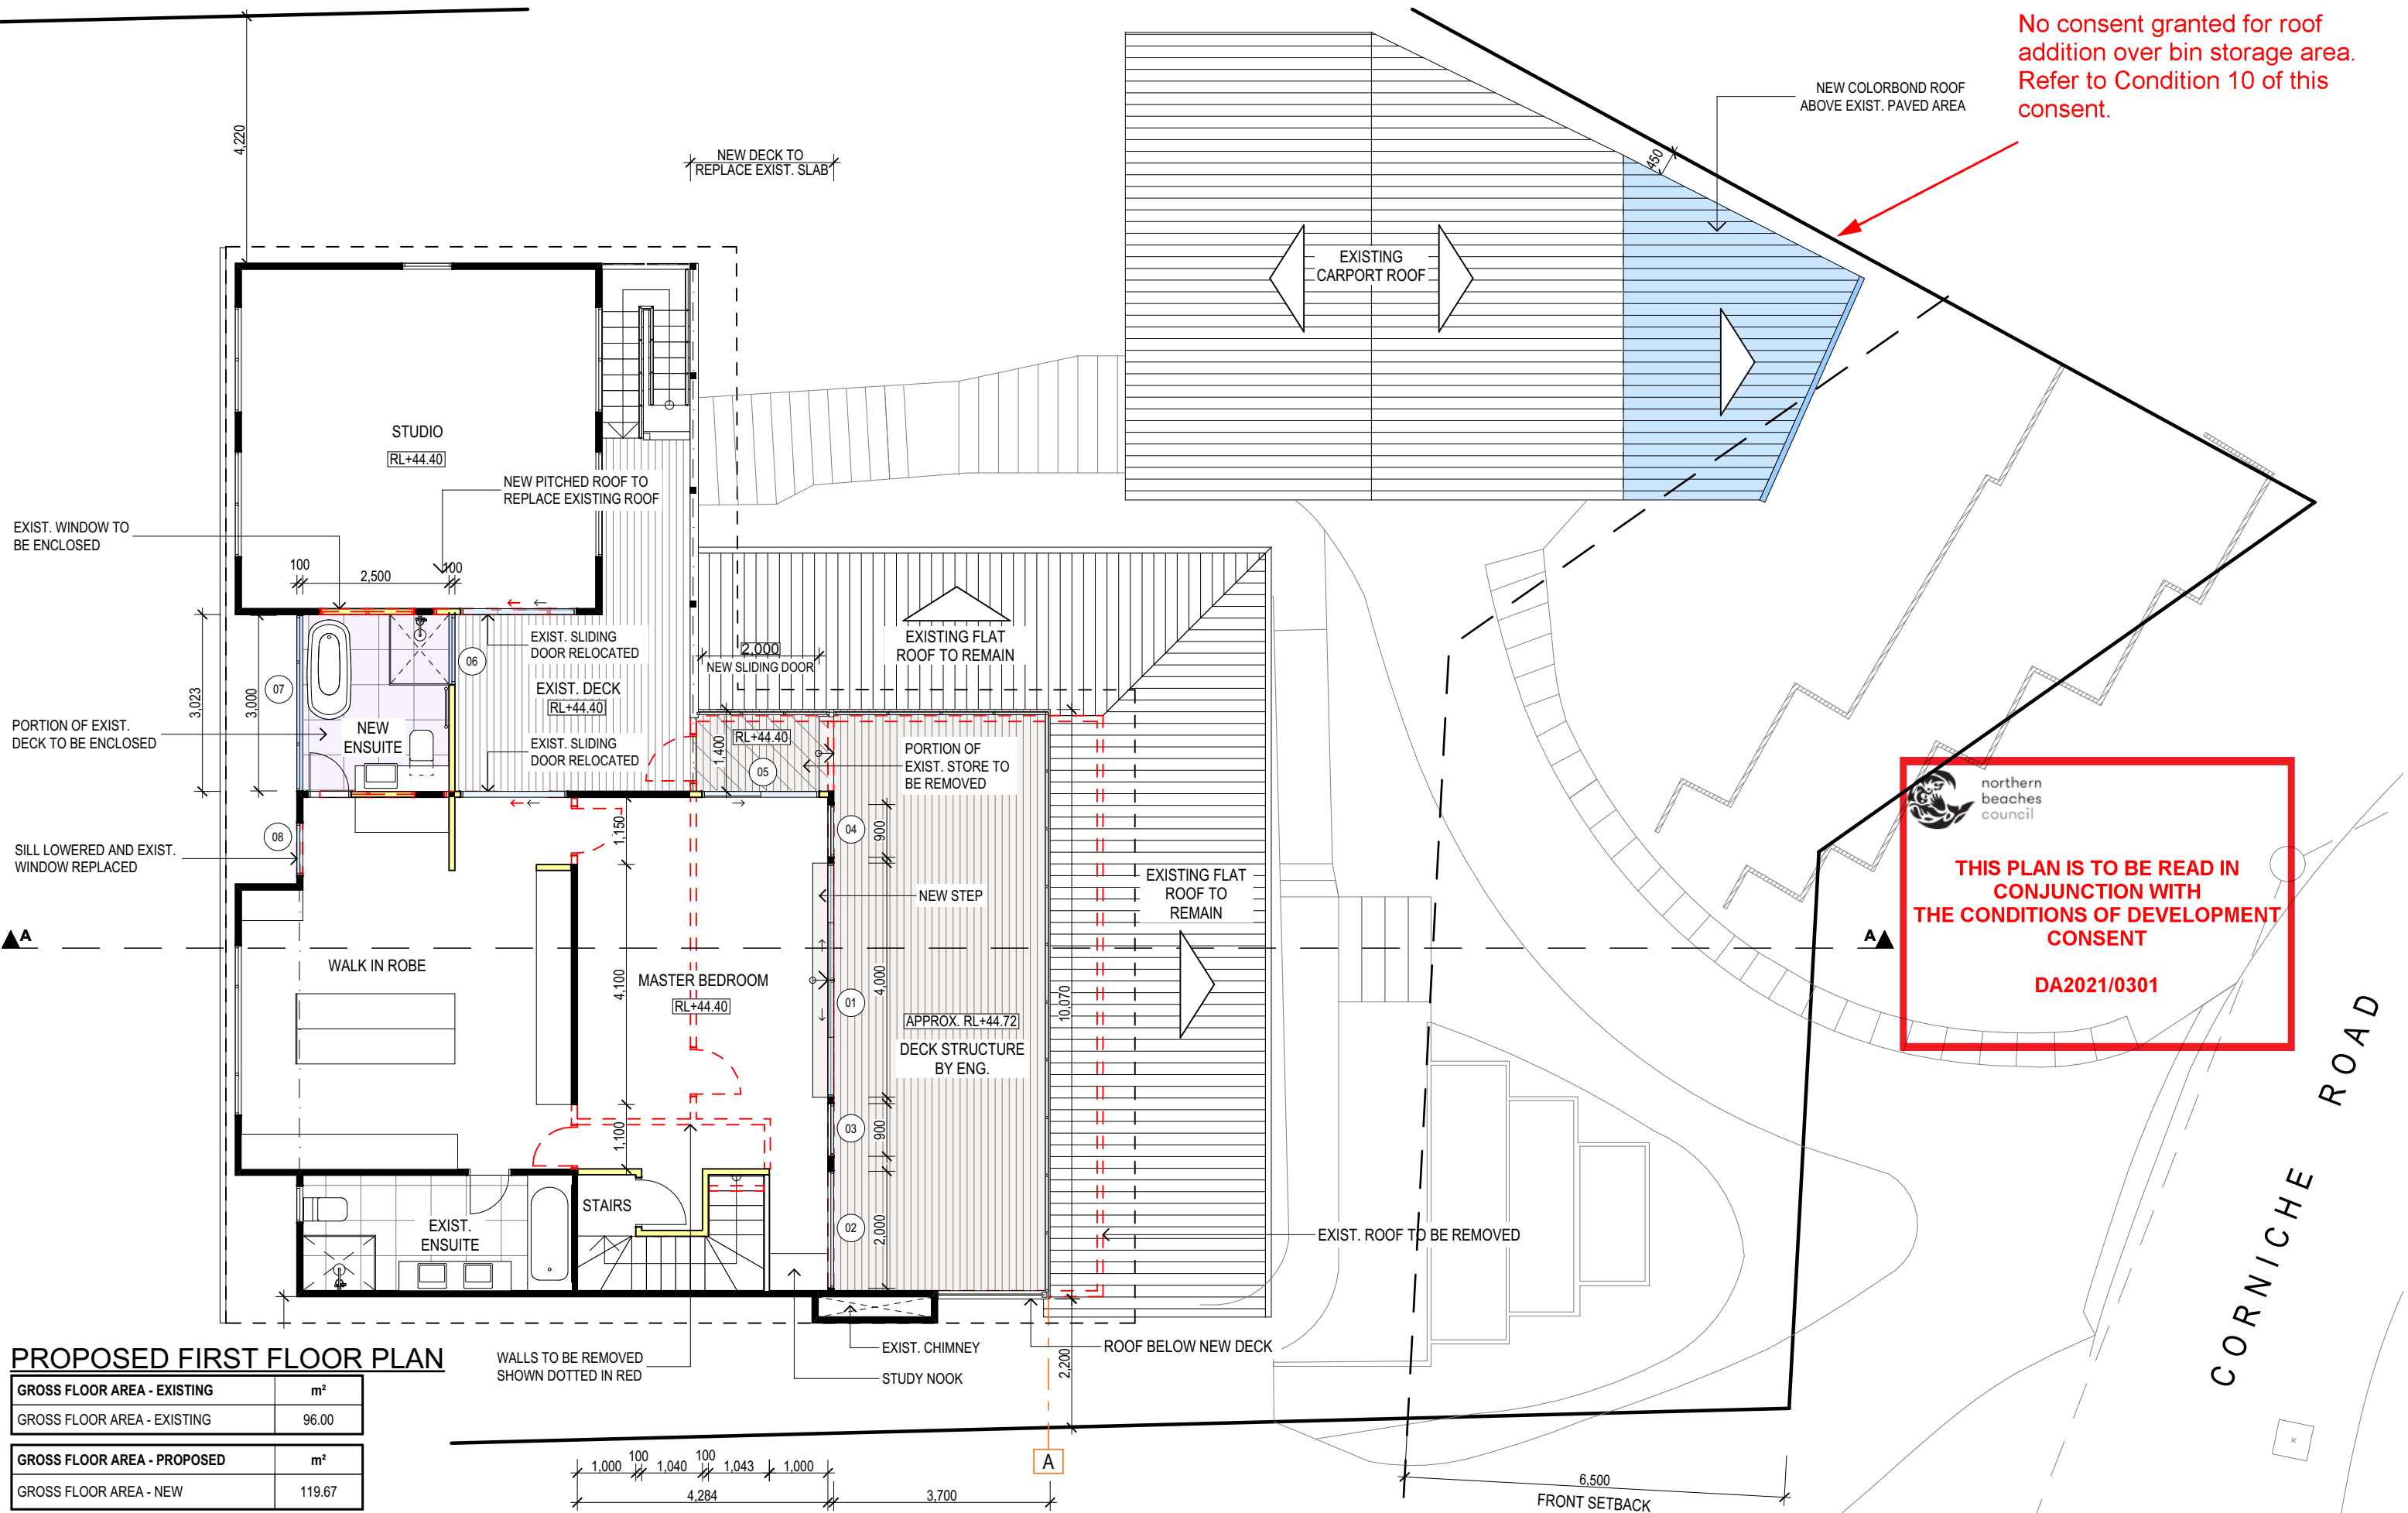 No consent granted for roof
addition over bin storage area.
Refer to Condition 10 of this
consent.
NEW COLORBOND ROOF
ABOVE EXIST. PAVED AREA
4,220
NEW DECK TO
REPLACE EXIST. SLAB
450
EXISTING
CARPORT ROOF
STUDIO
RL+44.40
NEW PITCHED ROOF TO
REPLACE EXISTING ROOF
EXIST. WINDOW TO
BE ENCLOSED
100
2,500
100
EXIST. SLIDING
DOOR RELOCATED
06
2,000
NEW SLIDING DOOR
EXISTING FLAT
ROOF TO REMAIN
07
3,023
3,000
EXIST. DECK
RL+44.40
PORTION OF EXIST.
DECK TO BE ENCLOSED
NEW
ENSUITE
EXIST. SLIDING
DOOR RELOCATED
1,400
RL+44.40
05
PORTION OF
EXIST. STORE TO
BE REMOVED
northern
beaches
council
08
1,150
04
900
SILL LOWERED AND EXIST.
WINDOW REPLACED
NEW STEP
EXISTING FLAT
ROOF TO
REMAIN
THIS PLAN IS TO BE READ IN
CONJUNCTION WITH
THE CONDITIONS OF DEVELOPMENT
CONSENT
DA2021/0301
A
A
WALK IN ROBE
4,100
MASTER BEDROOM
RL+44.40
4,000
01
10,070
APPROX. RL+44.72
DECK STRUCTURE
BY ENG.
1,100
03
900
STAIRS
EXIST.
ENSUITE
02
2,000
EXIST. ROOF TO BE REMOVED
CORNICHE ROAD
PROPOSED FIRST FLOOR PLAN
WALLS TO BE REMOVED
SHOWN DOTTED IN RED
EXIST. CHIMNEY
STUDY NOOK
ROOF BELOW NEW DECK
2,200
GROSS FLOOR AREA - EXISTING m²
GROSS FLOOR AREA - EXISTING 96.00
GROSS FLOOR AREA - PROPOSED m²
GROSS FLOOR AREA - NEW 119.67
1,000 100 1,040 100 1,043 1,000
4,284
3,700
A
6,500
FRONT SETBACK